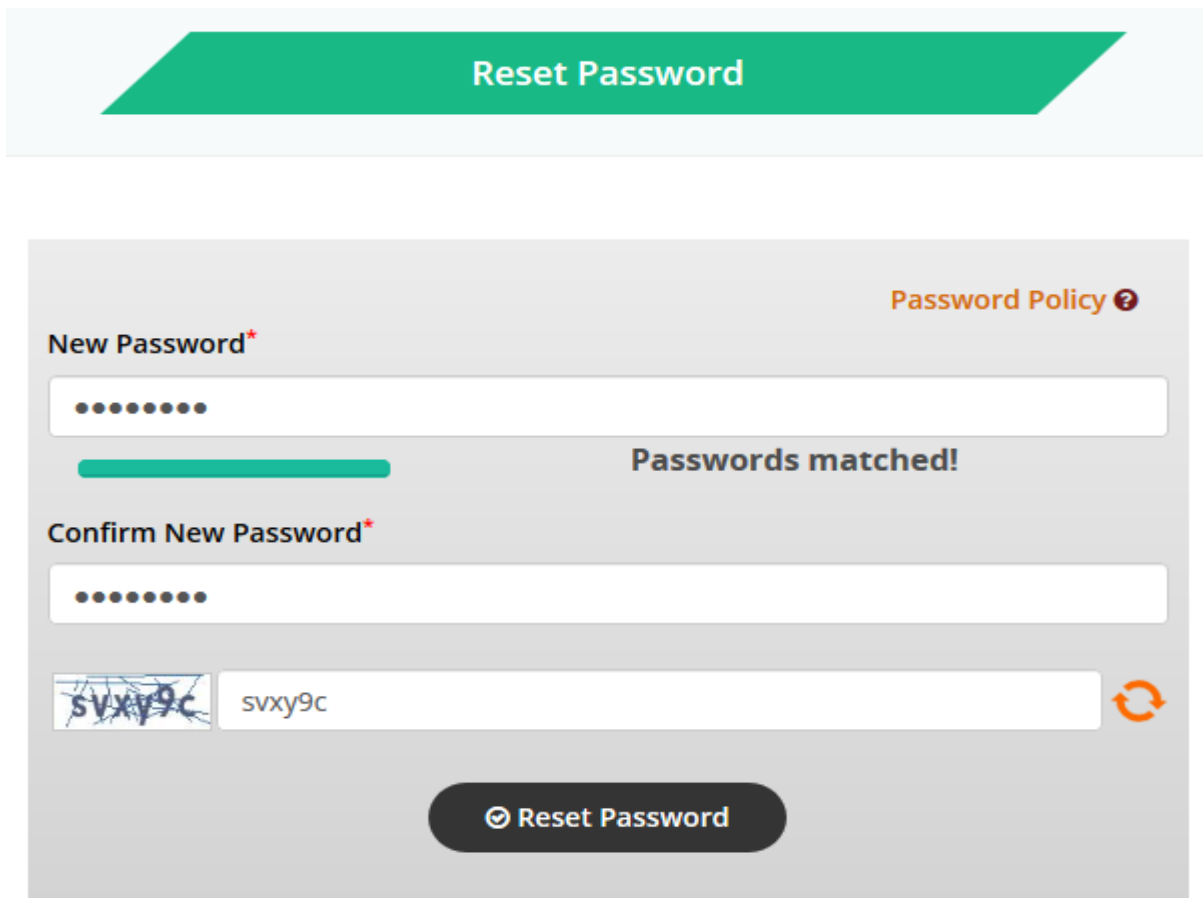 Reset Password
Password Policy
New Password*
••••••••
Passwords matched!
Confirm New Password*
••••••••
svxy9c svxy9c
Reset Password